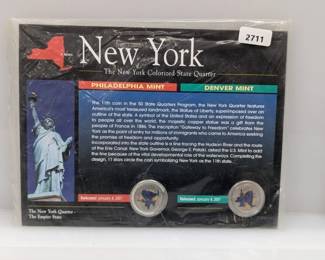 2711
New York
The New York Colorized State Quarter
PHILADELPHIA MINT
DENVER MINT
The 11th coin in the 50 State Quarters Program, the New York Quarter features
America's most treasured landmark, the Statue of Liberty, superimposed over an
outline of the state. A symbol of the United States and an expression of freedom
to people all over the world, the majestic copper statue was a gift from the
people of France in 1886. The inscription "Gateway to Freedom" celebrates New
York as the point of entry for millions of immigrants who came to America seeking
the promises of freedom and opportunity.
Incorporated into the state outline is a line tracing the Hudson River and the route
of the Erie Canal. New York Governor, George E. Pataki, asked the U.S. Mint to add
the line because of the vital developmental role of the waterways. Completing the
design, 11 stars circle the coin symbolizing New York as the 11th state.
Released: January 8, 2001
Released: January 8, 2001
The New York Quarter -
The Empire State